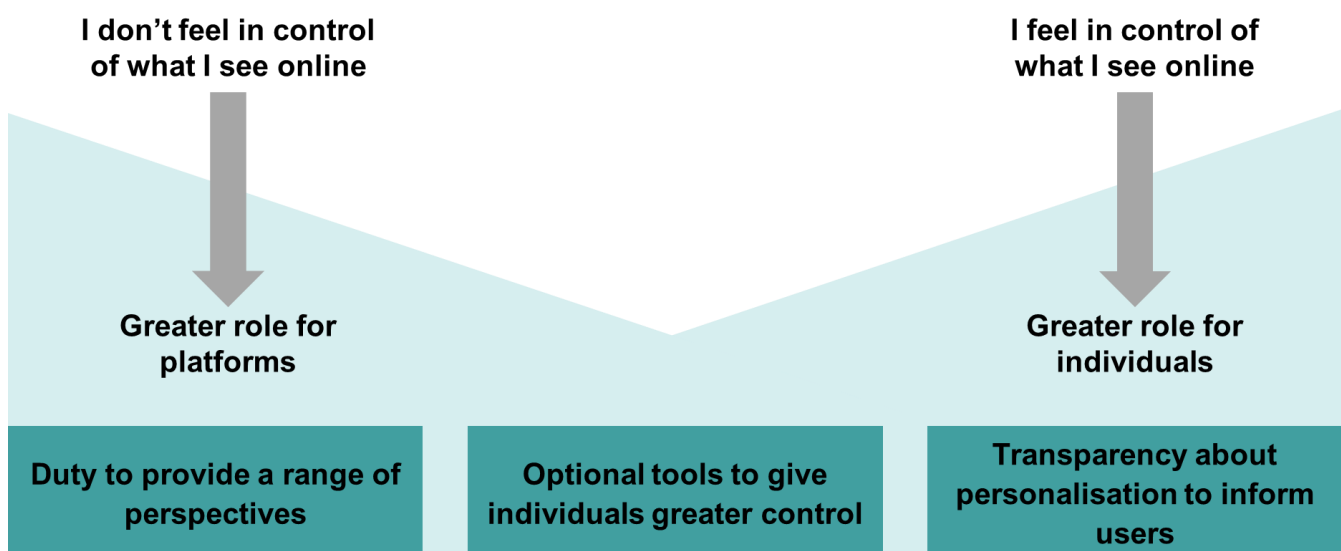 I don’t feel in control
of what I see online
I feel in control of
what I see online
Greater role for
platforms
Greater role for
individuals
Duty to provide a range of
perspectives
Optional tools to give
individuals greater control
Transparency about
personalisation to inform
users